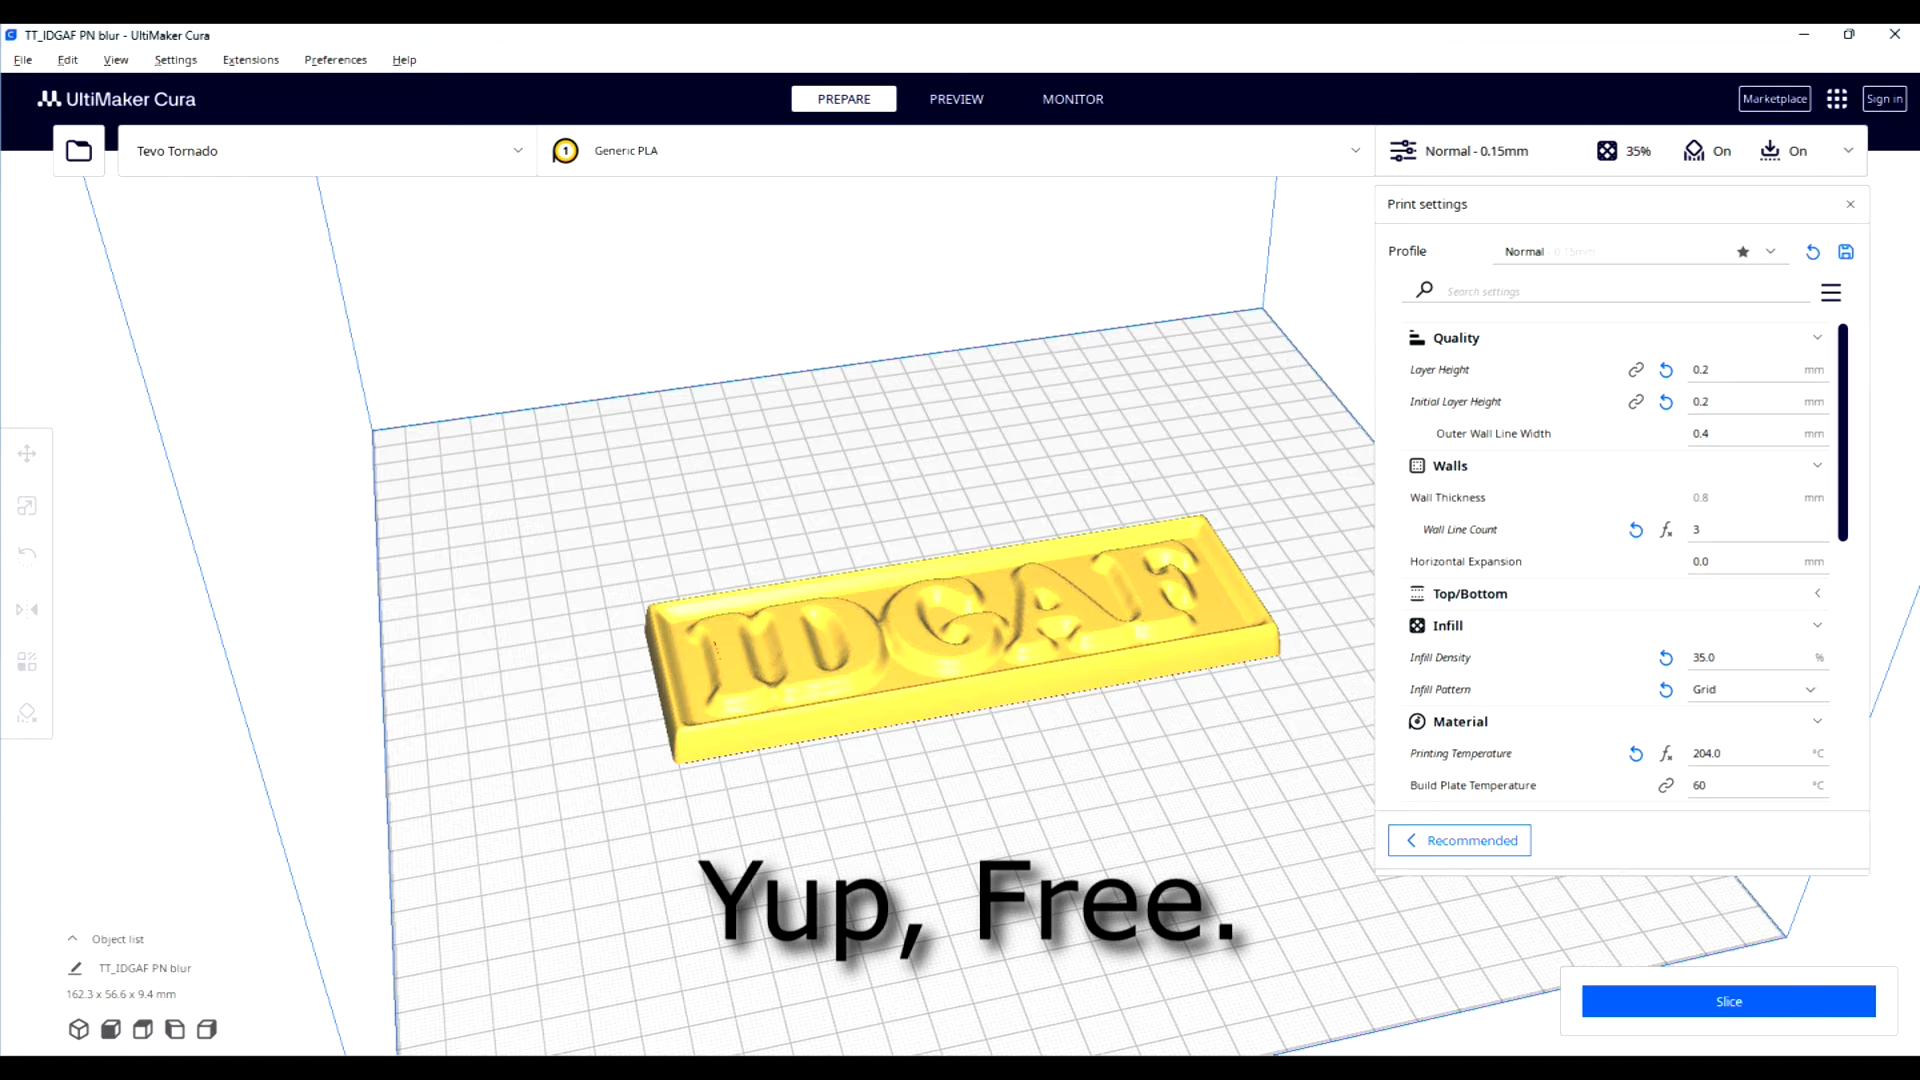 TT_IDGAF PN blur - UltiMaker Cura
File Edit View Settings Extensions Preferences Help
UltiMaker Cura PREPARE PREVIEW MONITOR Marketplace Sign in
Tevo Tornado 1 Generic PLA Normal - 0.15mm 35% On On
Print settings
Profile Normal - 0.15mm
Search settings
Quality
Layer Height 0.2 mm
Initial Layer Height 0.2 mm
Outer Wall Line Width 0.4 mm
Walls
Wall Thickness 0.8 mm
Wall Line Count fx 3
Horizontal Expansion 0.0 mm
Top/Bottom
Infill
Infill Density 35.0 %
Infill Pattern Grid
Material
Printing Temperature fx 204.0 °C
Build Plate Temperature 60 °C
Recommended
IDGAF
Yup, Free.
Object list
TT_IDGAF PN blur
162.3 x 56.6 x 9.4 mm
Slice